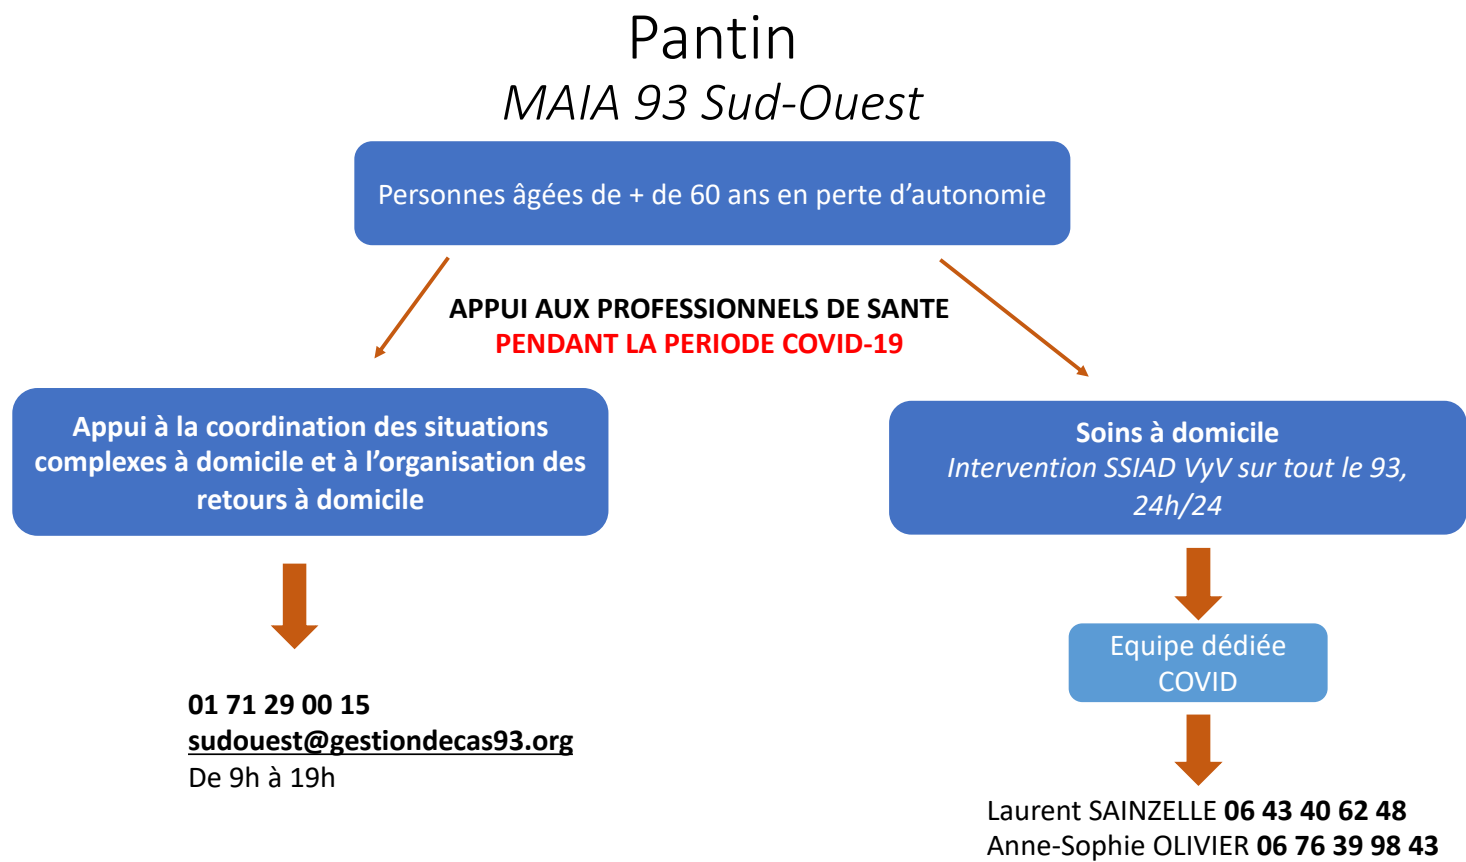 Pantin
MAIA 93 Sud-Ouest
Personnes âgées de + de 60 ans en perte d’autonomie
APPUI AUX PROFESSIONNELS DE SANTE
PENDANT LA PERIODE COVID-19
Appui à la coordination des situations
complexes à domicile et à l’organisation des
retours à domicile
01 71 29 00 15
sudouest@gestiondecas93.org
De 9h à 19h
Soins à domicile
Intervention SSIAD VyV sur tout le 93,
24h/24
Equipe dédiée
COVID
Laurent SAINZELLE 06 43 40 62 48
Anne-Sophie OLIVIER 06 76 39 98 43